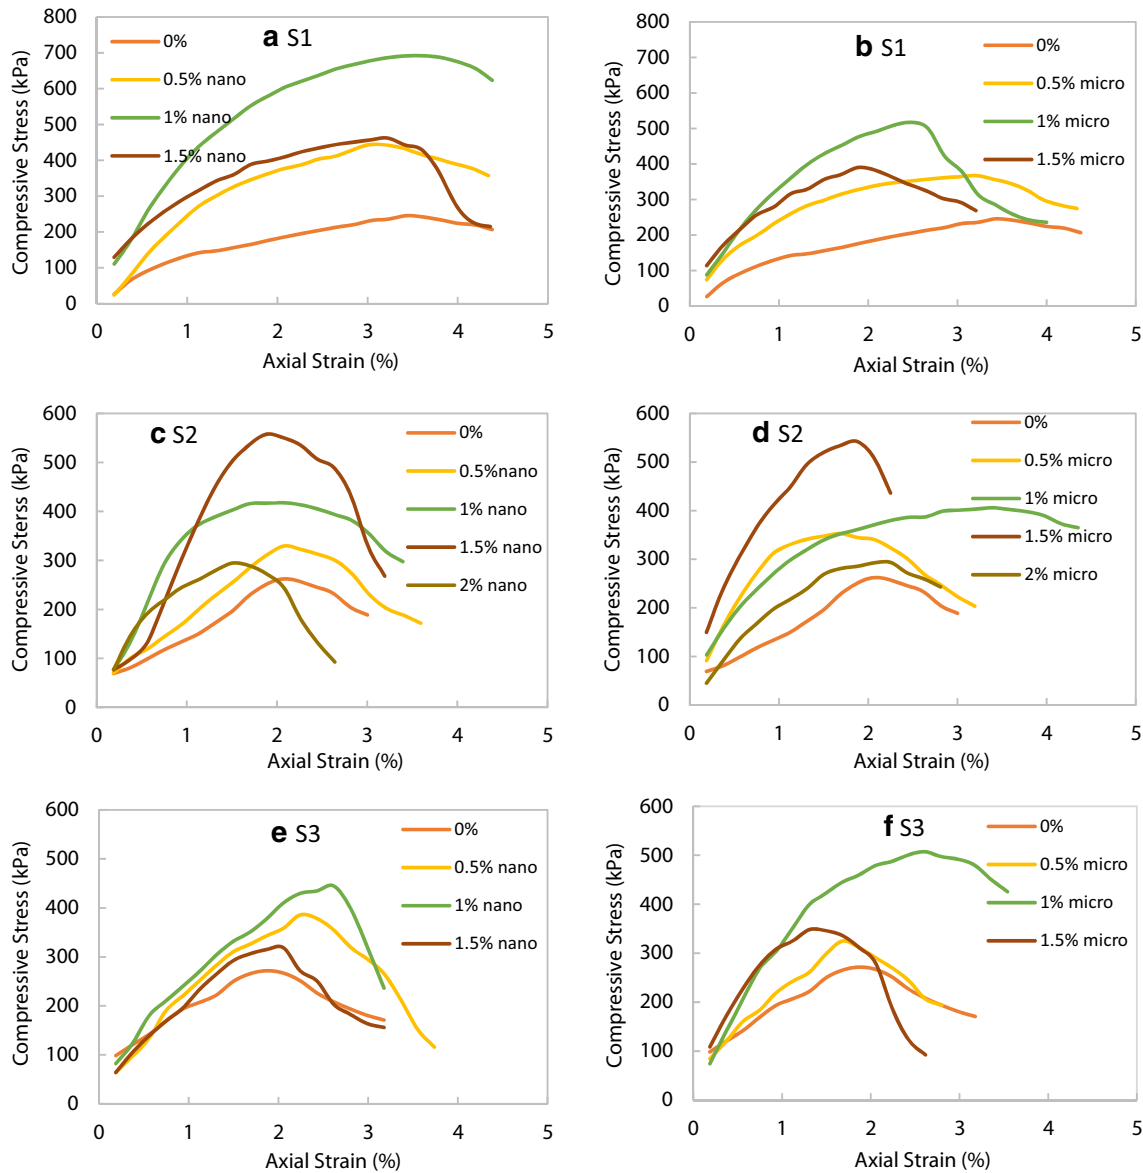 a S1
Compressive Stress (kPa)
800
700
600
500
400
300
200
100
0
0%
0.5% nano
1% nano
1.5% nano
0 1 2 3 4 5
Axial Strain (%)
b S1
Compressive Stress (kPa)
800
700
600
500
400
300
200
100
0
0%
0.5% micro
1% micro
1.5% micro
0 1 2 3 4 5
Axial Strain (%)
c S2
Compressive Sterss (kPa)
600
500
400
300
200
100
0
0%
0.5%nano
1% nano
1.5% nano
2% nano
0 1 2 3 4 5
Axial Strain (%)
d S2
Compressive Stress (kPa)
600
500
400
300
200
100
0
0%
0.5% micro
1% micro
1.5% micro
2% micro
0 1 2 3 4 5
Axial Strain (%)
e S3
Compressive Stress (kPa)
600
500
400
300
200
100
0
0%
0.5% nano
1% nano
1.5% nano
0 1 2 3 4 5
Axial Strain (%)
f S3
Compressive Stress (kPa)
600
500
400
300
200
100
0
0%
0.5% micro
1% micro
1.5% micro
0 1 2 3 4 5
Axial Strain (%)